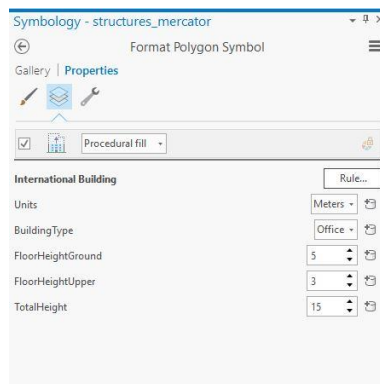 Symbology - structures_mercator
Format Polygon Symbol
Gallery | Properties
Procedural fill
International Building Rule...
Units Meters
BuildingType Office
FloorHeightGround 5
FloorHeightUpper 3
TotalHeight 15